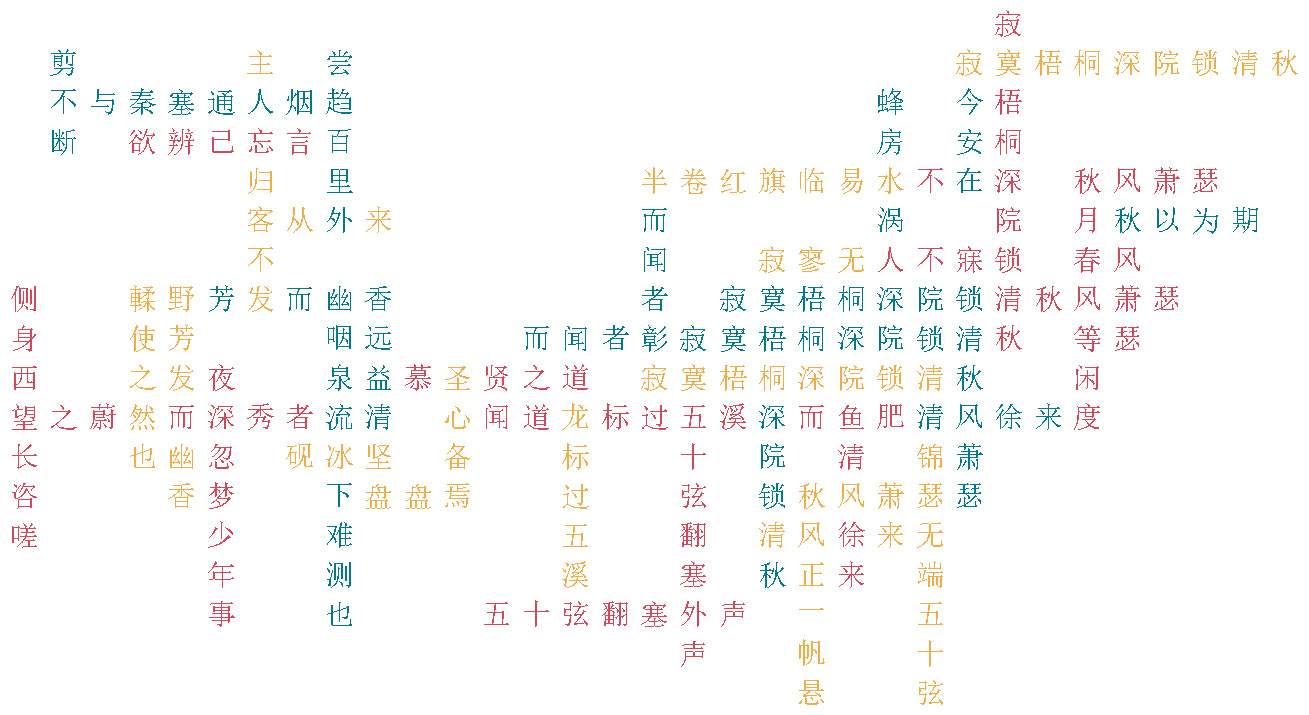 寂
剪 主 尝 寂寞梧桐深院锁清秋
不与秦塞通人烟趋 蜂 今梧
断 欲辨已忘言百 房 安桐
归 里 半卷红旗临易水不在深 秋风萧瑟
客从外来 而 涡 院 月秋以为期
不 闻 寂寥无人不寐锁 春风
侧 輮野芳发而幽香 者 寂寞梧桐深院锁清秋风萧瑟
身 使芳 咽远 而闻者彰寂寞梧桐深院锁清秋 等瑟
西 之发夜 泉益慕圣贤之道 寂寞梧桐深院锁清秋 闲
望之蔚然而深秀者流清 心闻道龙标过五溪深而鱼肥清风徐来度
长 也幽忽 砚冰坚 备 标 十 院 清 锦萧
咨 香梦 下盘盘焉 过 弦 锁秋风萧瑟瑟
嗟 少 难 五 翻 清风徐来无
年 测 溪 塞 秋正来 端
事 也 五十弦翻塞外声 一 五
声 帆 十
悬 弦